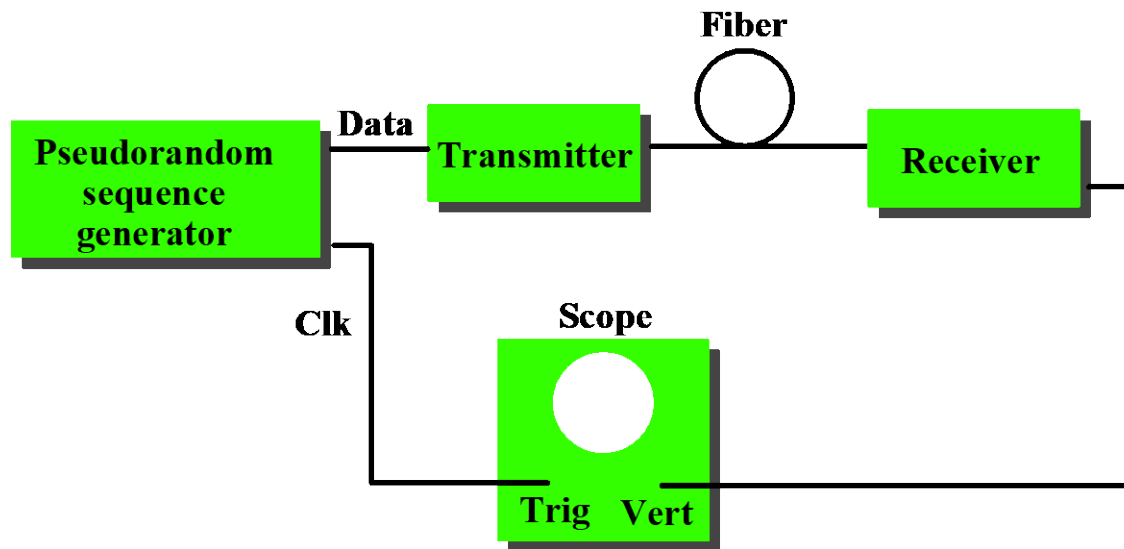 Fiber
Data
Pseudorandom
sequence
generator
Transmitter
Receiver
Clk
Scope
Trig
Vert